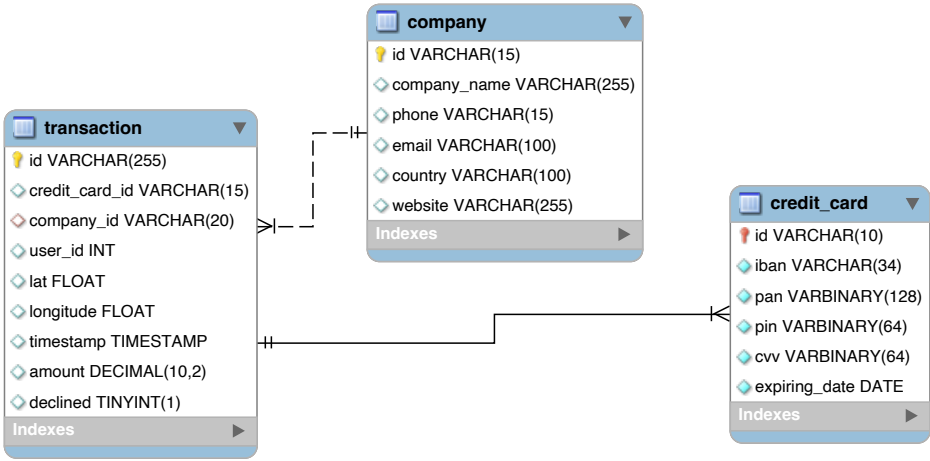 company
id VARCHAR(15)
company_name VARCHAR(255)
phone VARCHAR(15)
email VARCHAR(100)
country VARCHAR(100)
website VARCHAR(255)
Indexes
transaction
id VARCHAR(255)
credit_card_id VARCHAR(15)
company_id VARCHAR(20)
user_id INT
lat FLOAT
longitude FLOAT
timestamp TIMESTAMP
amount DECIMAL(10,2)
declined TINYINT(1)
Indexes
credit_card
id VARCHAR(10)
iban VARCHAR(34)
pan VARBINARY(128)
pin VARBINARY(64)
cvv VARBINARY(64)
expiring_date DATE
Indexes